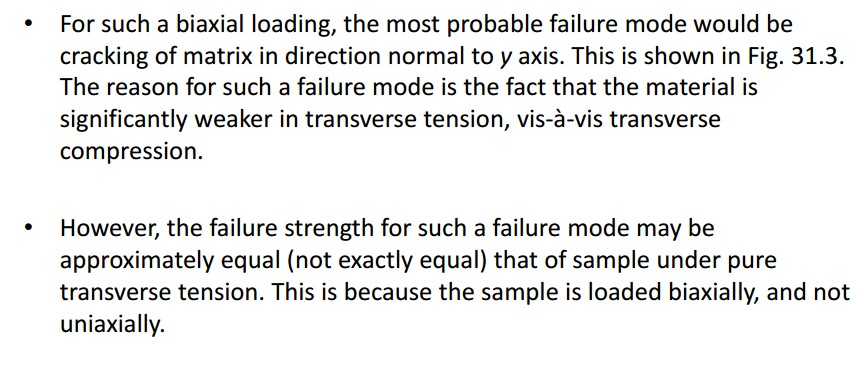 • For such a biaxial loading, the most probable failure mode would be
cracking of matrix in direction normal to y axis. This is shown in Fig. 31.3.
The reason for such a failure mode is the fact that the material is
significantly weaker in transverse tension, vis-à-vis transverse
compression.
• However, the failure strength for such a failure mode may be
approximately equal (not exactly equal) that of sample under pure
transverse tension. This is because the sample is loaded biaxially, and not
uniaxially.